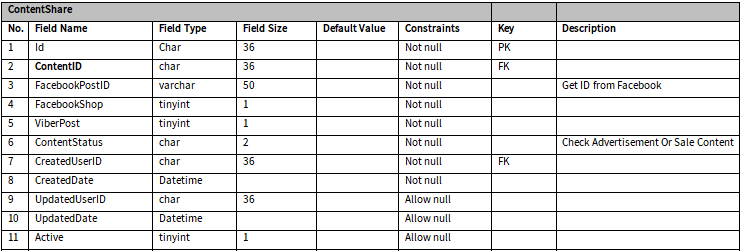 ContentShare
No. Field Name Field Type Field Size Default Value Constraints Key Description
1 Id Char 36 Not null PK
2 ContentID char 36 Not null FK
3 FacebookPostID varchar 50 Not null Get ID from Facebook
4 FacebookShop tinyint 1 Not null
5 ViberPost tinyint 1 Not null
6 ContentStatus char 2 Not null Check Advertisement Or Sale Content
7 CreatedUserID char 36 Not null FK
8 CreatedDate Datetime Not null
9 UpdatedUserID char 36 Allow null
10 UpdatedDate Datetime Allow null
11 Active tinyint 1 Allow null